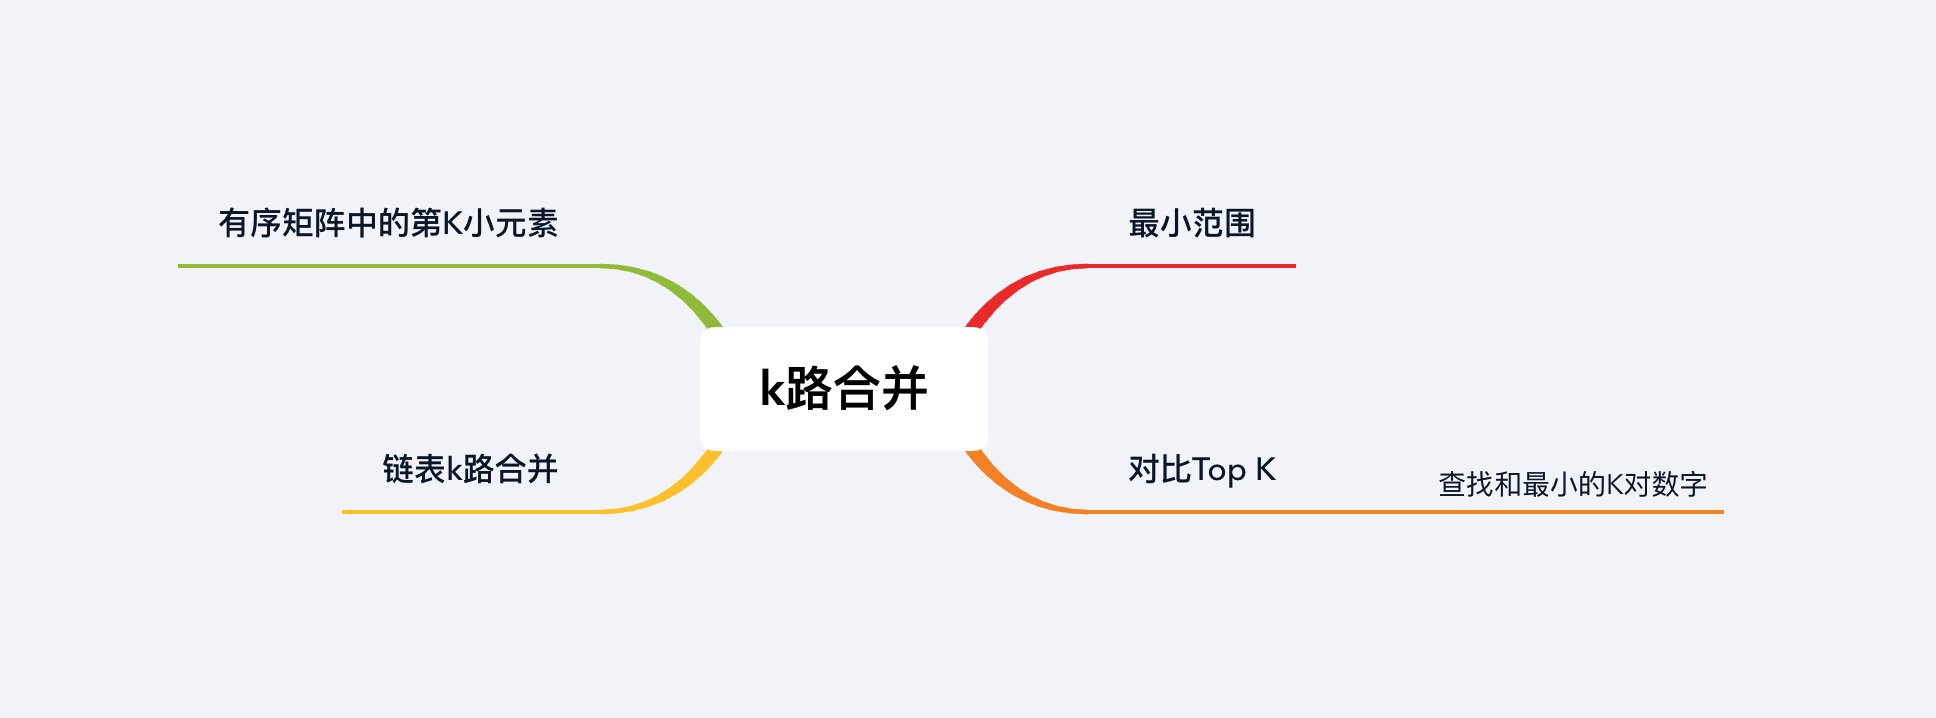 有序矩阵中的第K小元素
最小范围
k路合并
链表k路合并
对比Top K
查找和最小的K对数字